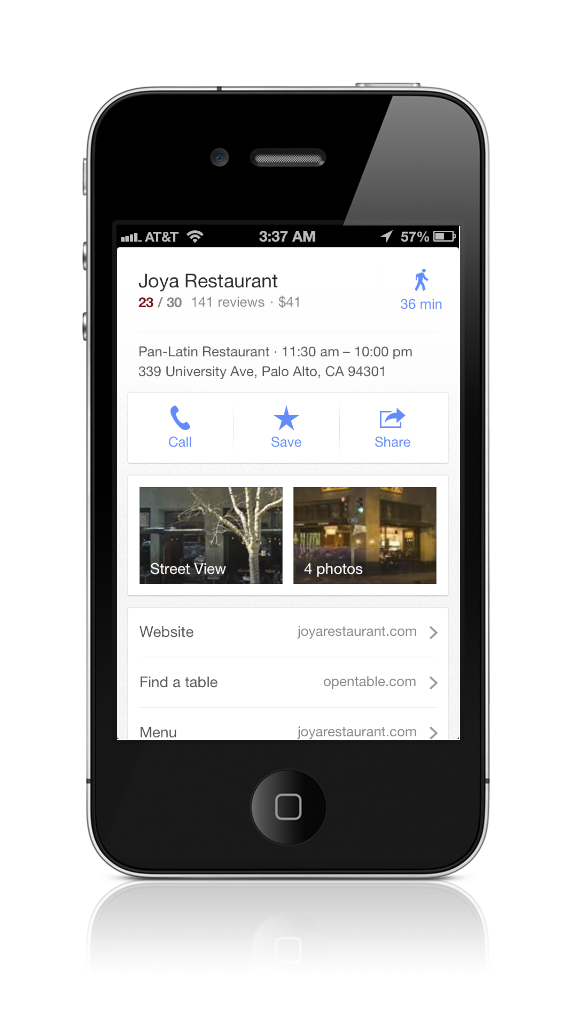 AT&T 3:37 AM 57%
Joya Restaurant
23 / 30 141 reviews · $41
36 min
Pan-Latin Restaurant · 11:30 am – 10:00 pm
339 University Ave, Palo Alto, CA 94301
Call Save Share
Street View 4 photos
Website joyarestaurant.com
Find a table opentable.com
Menu joyarestaurant.com